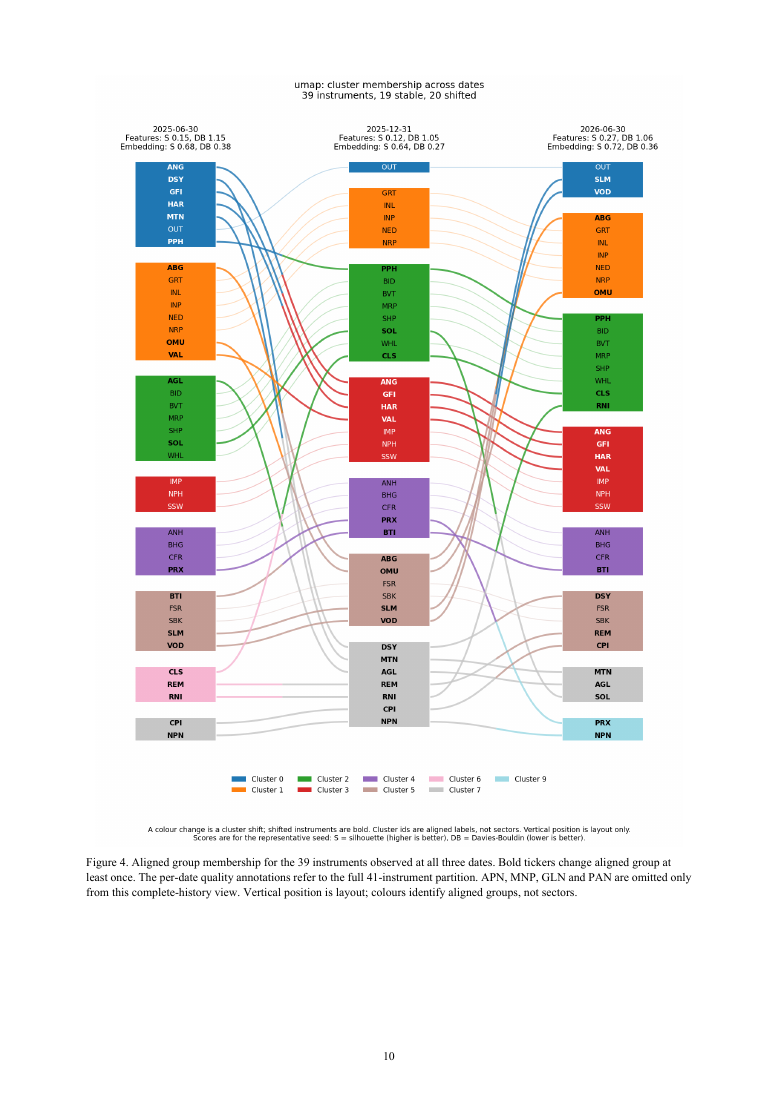 umap: cluster membership across dates
39 instruments, 19 stable, 20 shifted
2025-06-30
Features: S 0.15, DB 1.15
Embedding: S 0.68, DB 0.38
2025-12-31
Features: S 0.12, DB 1.05
Embedding: S 0.64, DB 0.27
2026-06-30
Features: S 0.27, DB 1.06
Embedding: S 0.72, DB 0.36
ANG
DSY
GFI
HAR
MTN
OUT
PPH
ABG
GRT
INL
INP
NED
NRP
OMU
VAL
AGL
BID
BVT
MRP
SHP
SOL
WHL
IMP
NPH
SSW
ANH
BHG
CFR
PRX
BTI
FSR
SBK
SLM
VOD
CLS
REM
RNI
CPI
NPN
OUT
GRT
INL
INP
NED
NRP
PPH
BID
BVT
MRP
SHP
SOL
WHL
CLS
ANG
GFI
HAR
VAL
IMP
NPH
SSW
ANH
BHG
CFR
PRX
BTI
ABG
OMU
FSR
SBK
SLM
VOD
DSY
MTN
AGL
REM
RNI
CPI
NPN
OUT
SLM
VOD
ABG
GRT
INL
INP
NED
NRP
OMU
PPH
BID
BVT
MRP
SHP
WHL
CLS
RNI
ANG
GFI
HAR
VAL
IMP
NPH
SSW
ANH
BHG
CFR
BTI
DSY
FSR
SBK
REM
CPI
MTN
AGL
SOL
PRX
NPN
Cluster 0
Cluster 1
Cluster 2
Cluster 3
Cluster 4
Cluster 5
Cluster 6
Cluster 7
Cluster 9
A colour change is a cluster shift; shifted instruments are bold. Cluster ids are aligned labels, not sectors. Vertical position is layout only.
Scores are for the representative seed: S = silhouette (higher is better), DB = Davies-Bouldin (lower is better).
Figure 4. Aligned group membership for the 39 instruments observed at all three dates. Bold tickers change aligned group at
least once. The per-date quality annotations refer to the full 41-instrument partition. APN, MNP, GLN and PAN are omitted only
from this complete-history view. Vertical position is layout; colours identify aligned groups, not sectors.
10